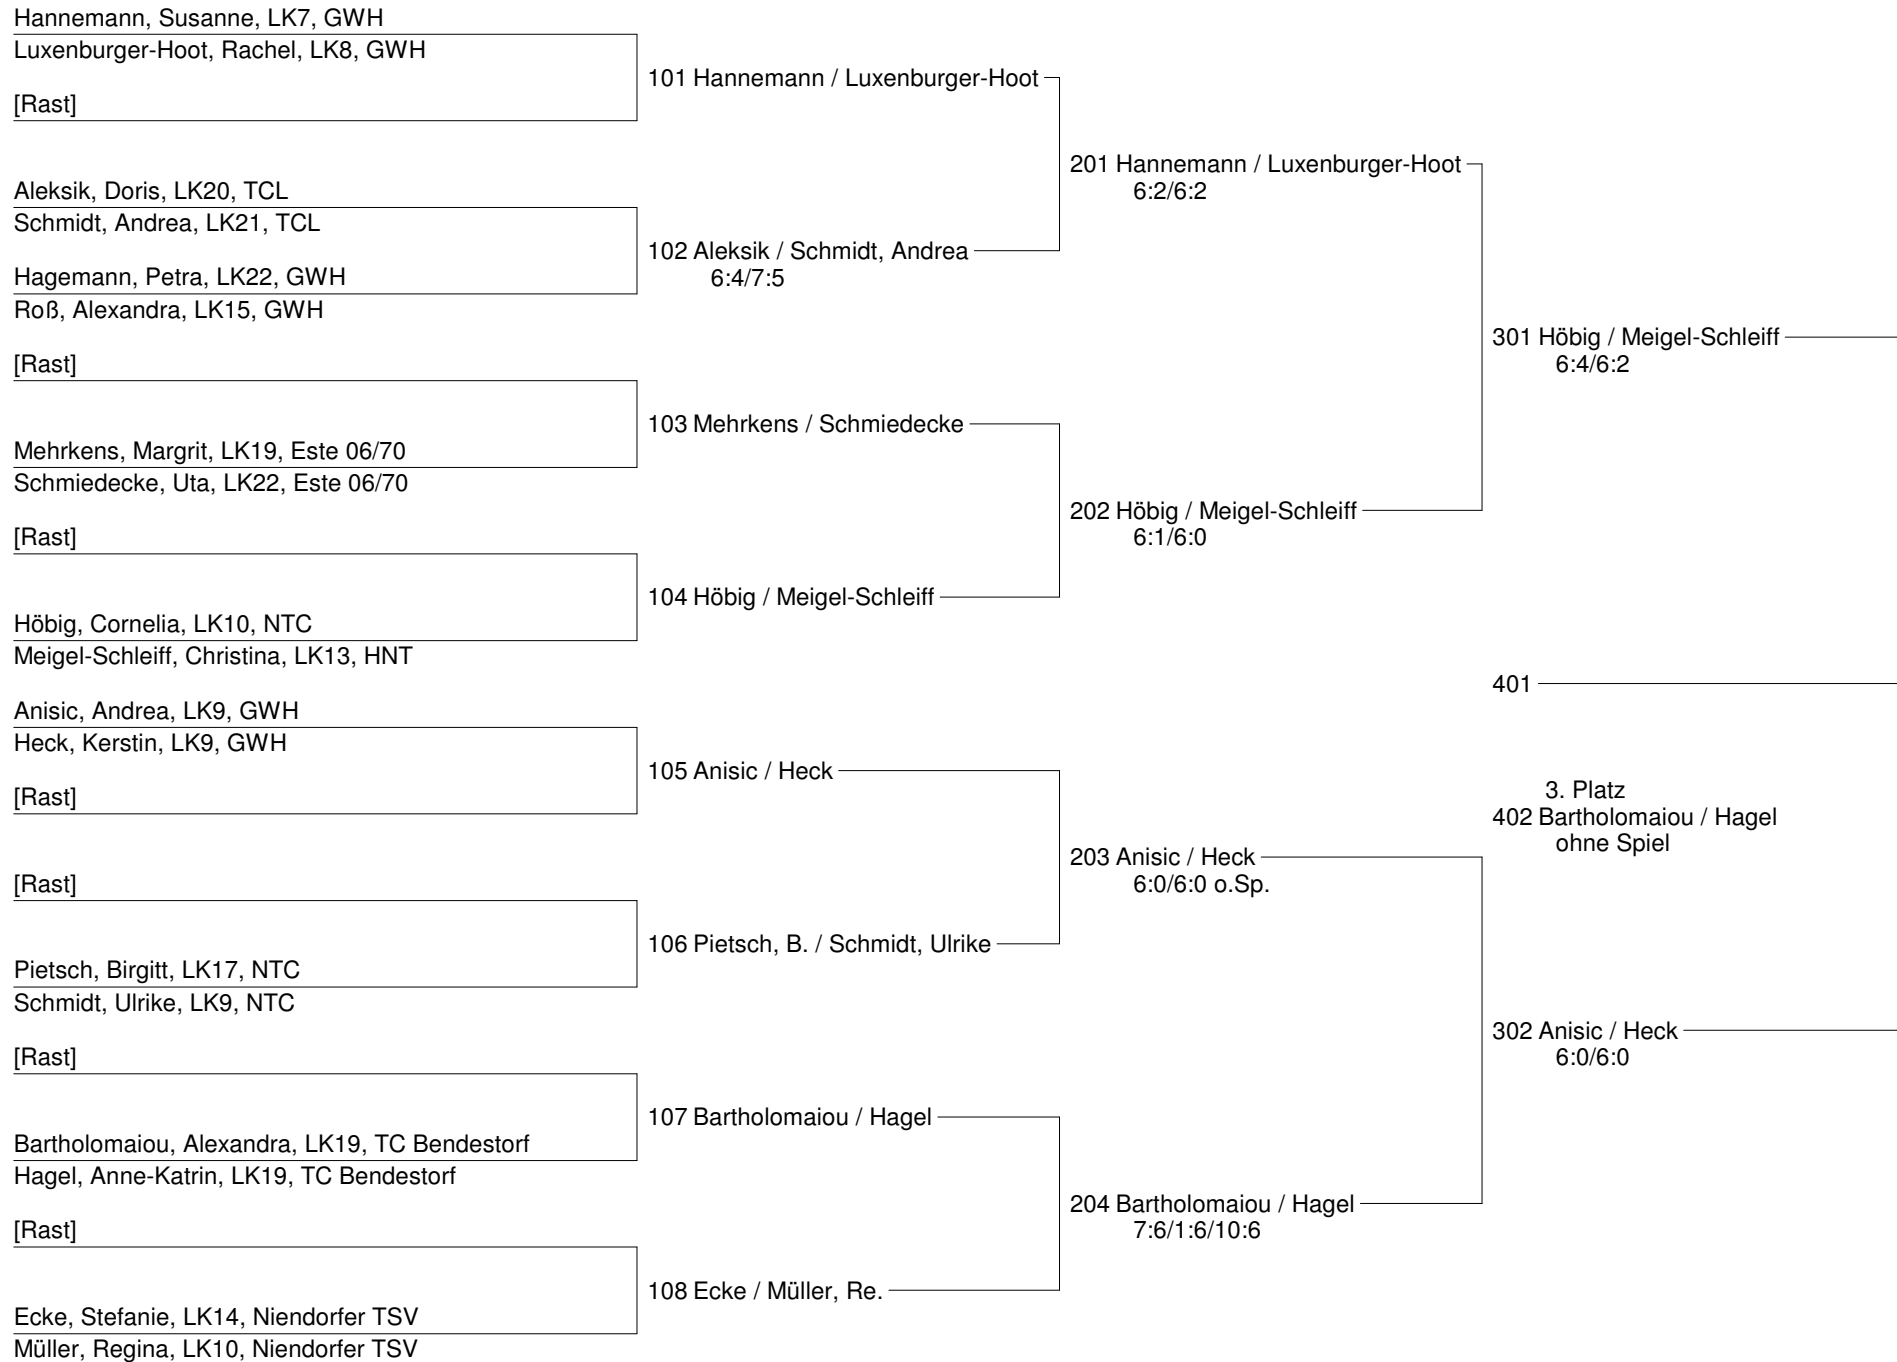 Hannemann, Susanne, LK7, GWH
Luxenburger-Hoot, Rachel, LK8, GWH
[Rast]
Aleksik, Doris, LK20, TCL
Schmidt, Andrea, LK21, TCL
Hagemann, Petra, LK22, GWH
Roß, Alexandra, LK15, GWH
[Rast]
Mehrkens, Margrit, LK19, Este 06/70
Schmiedecke, Uta, LK22, Este 06/70
[Rast]
Höbig, Cornelia, LK10, NTC
Meigel-Schleiff, Christina, LK13, HNT
Anisic, Andrea, LK9, GWH
Heck, Kerstin, LK9, GWH
[Rast]
[Rast]
Pietsch, Birgitt, LK17, NTC
Schmidt, Ulrike, LK9, NTC
[Rast]
Bartholomaiou, Alexandra, LK19, TC Bendestorf
Hagel, Anne-Katrin, LK19, TC Bendestorf
[Rast]
Ecke, Stefanie, LK14, Niendorfer TSV
Müller, Regina, LK10, Niendorfer TSV
101 Hannemann / Luxenburger-Hoot
102 Aleksik / Schmidt, Andrea
6:4/7:5
103 Mehrkens / Schmiedecke
104 Höbig / Meigel-Schleiff
105 Anisic / Heck
106 Pietsch, B. / Schmidt, Ulrike
107 Bartholomaiou / Hagel
108 Ecke / Müller, Re.
201 Hannemann / Luxenburger-Hoot
6:2/6:2
202 Höbig / Meigel-Schleiff
6:1/6:0
203 Anisic / Heck
6:0/6:0 o.Sp.
204 Bartholomaiou / Hagel
7:6/1:6/10:6
301 Höbig / Meigel-Schleiff
6:4/6:2
401
3. Platz
402 Bartholomaiou / Hagel
ohne Spiel
302 Anisic / Heck
6:0/6:0